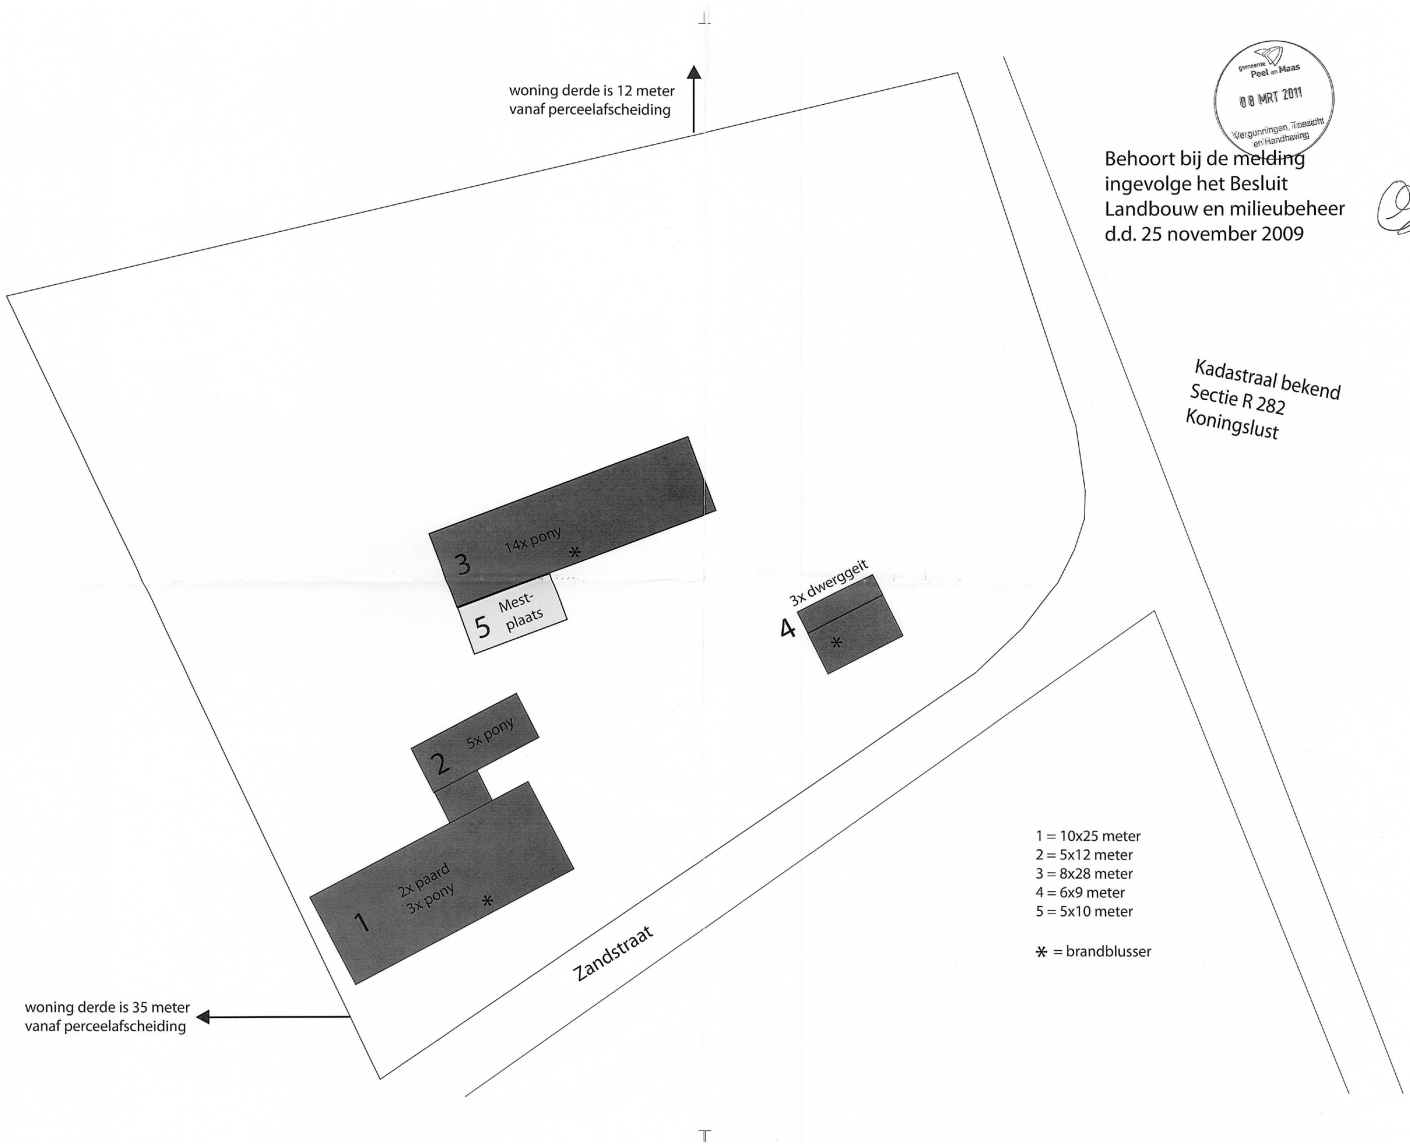 woning derde is 12 meter
vanaf perceelafscheiding
gemeente
Peel en Maas
08 MRT 2011
Vergunningen, Toezicht
en Handhaving
Behoort bij de melding
ingevolge het Besluit
Landbouw en milieubeheer
d.d. 25 november 2009
Kadastraal bekend
Sectie R 282
Koningslust
3
14x pony
*
5
Mest-
plaats
3x dwerggeit
4
*
2
5x pony
1
2x paard
3x pony
*
Zandstraat
1 = 10x25 meter
2 = 5x12 meter
3 = 8x28 meter
4 = 6x9 meter
5 = 5x10 meter
* = brandblusser
woning derde is 35 meter
vanaf perceelafscheiding